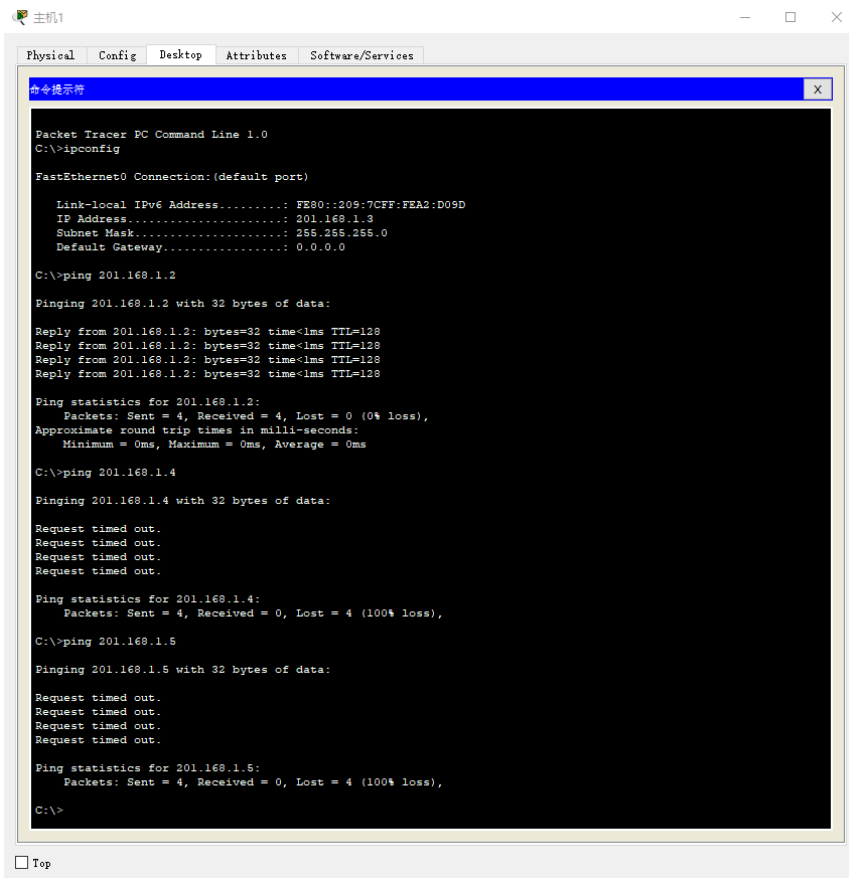 主机1
Physical Config Desktop Attributes Software/Services
命令提示符 X
Packet Tracer PC Command Line 1.0
C:\>ipconfig
FastEthernet0 Connection:(default port)
Link-local IPv6 Address.........: FE80::209:7CFF:FEA2:D09D
IP Address......................: 201.168.1.3
Subnet Mask.....................: 255.255.255.0
Default Gateway.................: 0.0.0.0
C:\>ping 201.168.1.2
Pinging 201.168.1.2 with 32 bytes of data:
Reply from 201.168.1.2: bytes=32 time<1ms TTL=128
Reply from 201.168.1.2: bytes=32 time<1ms TTL=128
Reply from 201.168.1.2: bytes=32 time<1ms TTL=128
Reply from 201.168.1.2: bytes=32 time<1ms TTL=128
Ping statistics for 201.168.1.2:
Packets: Sent = 4, Received = 4, Lost = 0 (0% loss),
Approximate round trip times in milli-seconds:
Minimum = 0ms, Maximum = 0ms, Average = 0ms
C:\>ping 201.168.1.4
Pinging 201.168.1.4 with 32 bytes of data:
Request timed out.
Request timed out.
Request timed out.
Request timed out.
Ping statistics for 201.168.1.4:
Packets: Sent = 4, Received = 0, Lost = 4 (100% loss),
C:\>ping 201.168.1.5
Pinging 201.168.1.5 with 32 bytes of data:
Request timed out.
Request timed out.
Request timed out.
Request timed out.
Ping statistics for 201.168.1.5:
Packets: Sent = 4, Received = 0, Lost = 4 (100% loss),
C:\>
Top